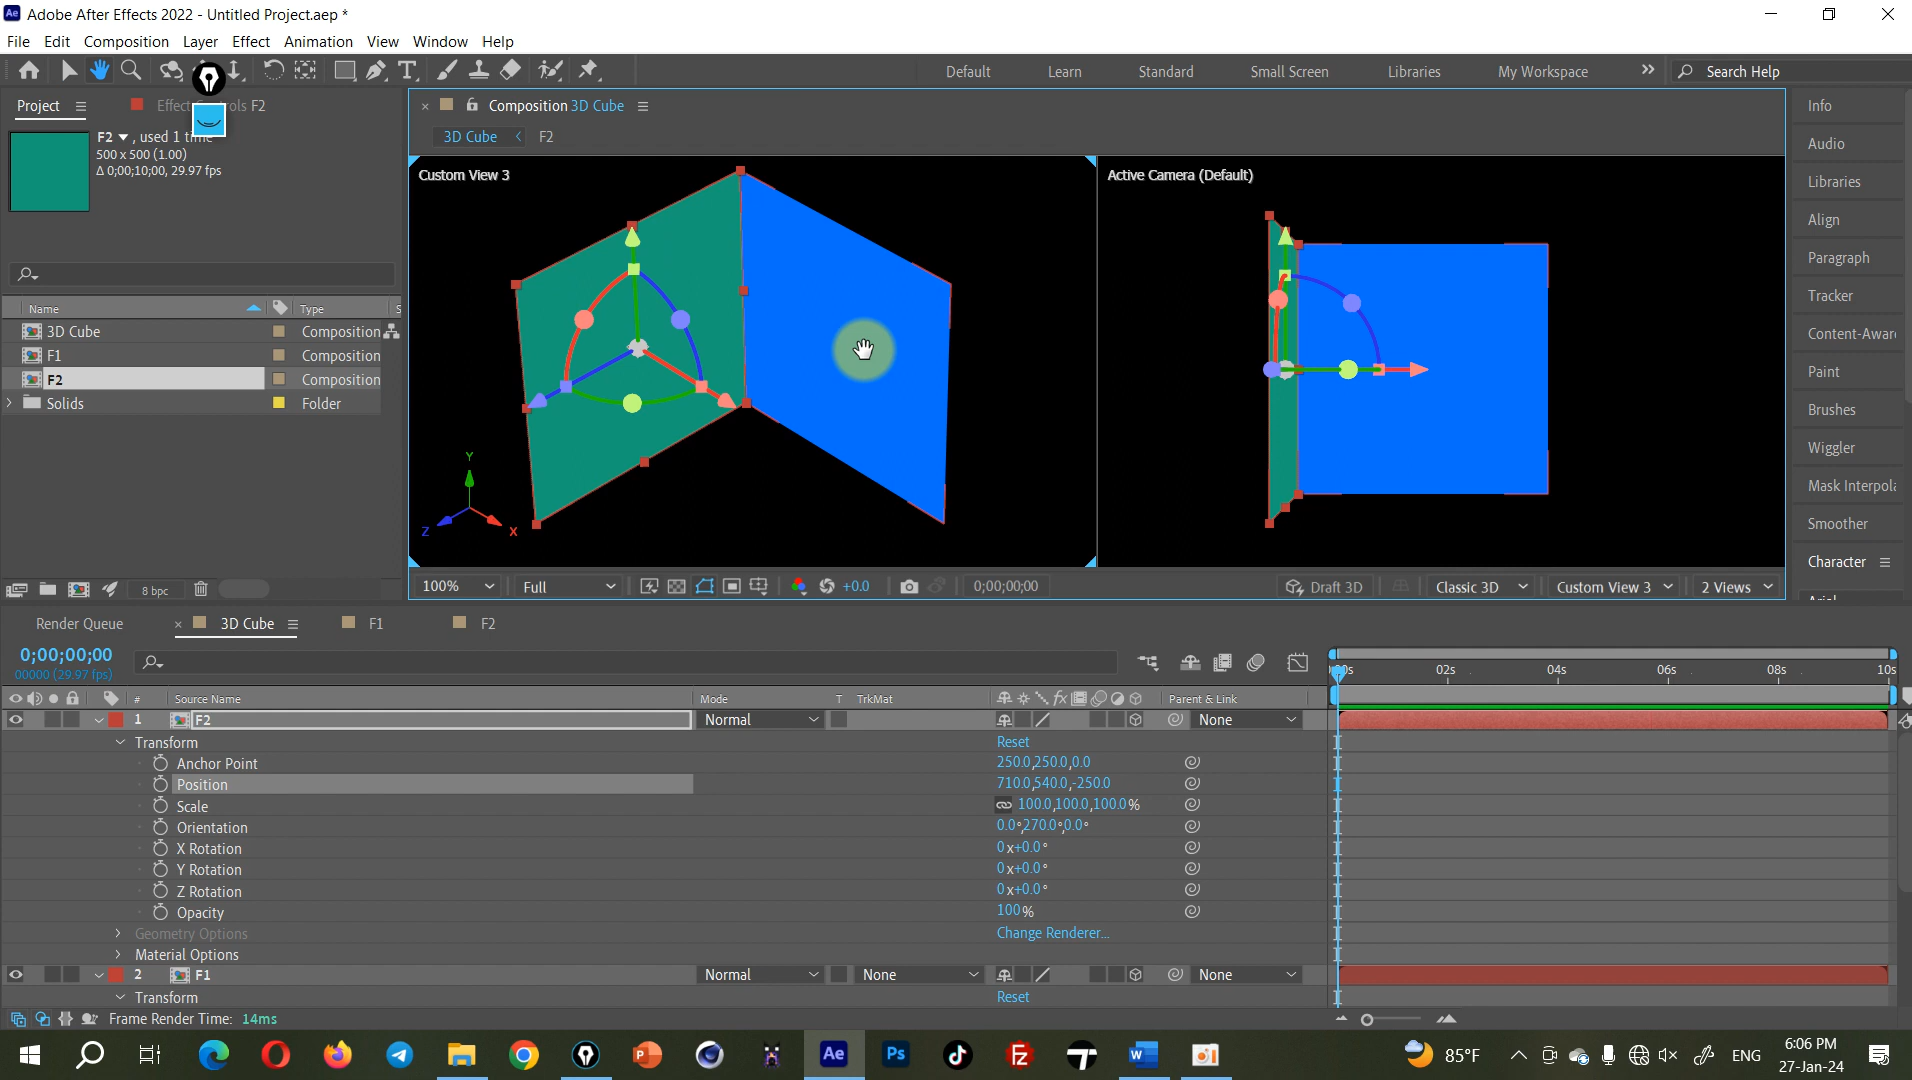 Adobe After Effects 2022 - Untitled Project.aep *
File Edit Composition Layer Effect Animation View Window Help
Default Learn Standard Small Screen Libraries My Workspace Search Help
Project
Effect Controls F2
F2 , used 1 time
500 x 500 (1.00)
Δ 0;00;10;00, 29.97 fps
Name Type S
3D Cube Composition
F1 Composition
F2 Composition
Solids Folder
8 bpc
Composition 3D Cube
3D Cube F2
Custom View 3
Active Camera (Default)
Y
Z
X
100% Full +0.0 0;00;00;00 Draft 3D Classic 3D Custom View 3 2 Views
Info
Audio
Libraries
Align
Paragraph
Tracker
Content-Aware
Paint
Brushes
Wiggler
Mask Interpola
Smoother
Character
Arial
Render Queue 3D Cube F1 F2
0;00;00;00
00000 (29.97 fps)
:00s 02s 04s 06s 08s 10s
# Source Name Mode T TrkMat fx Parent & Link
1 F2 Normal None
Transform Reset
Anchor Point 250.0,250.0,0.0
Position 710.0,540.0,-250.0
Scale 100.0,100.0,100.0%
Orientation 0.0°,270.0°,0.0°
X Rotation 0x+0.0°
Y Rotation 0x+0.0°
Z Rotation 0x+0.0°
Opacity 100%
Geometry Options Change Renderer...
Material Options
2 F1 Normal None None
Transform Reset
Frame Render Time: 14ms
Ae Ps Fz W 85°F ENG 6:06 PM
27-Jan-24